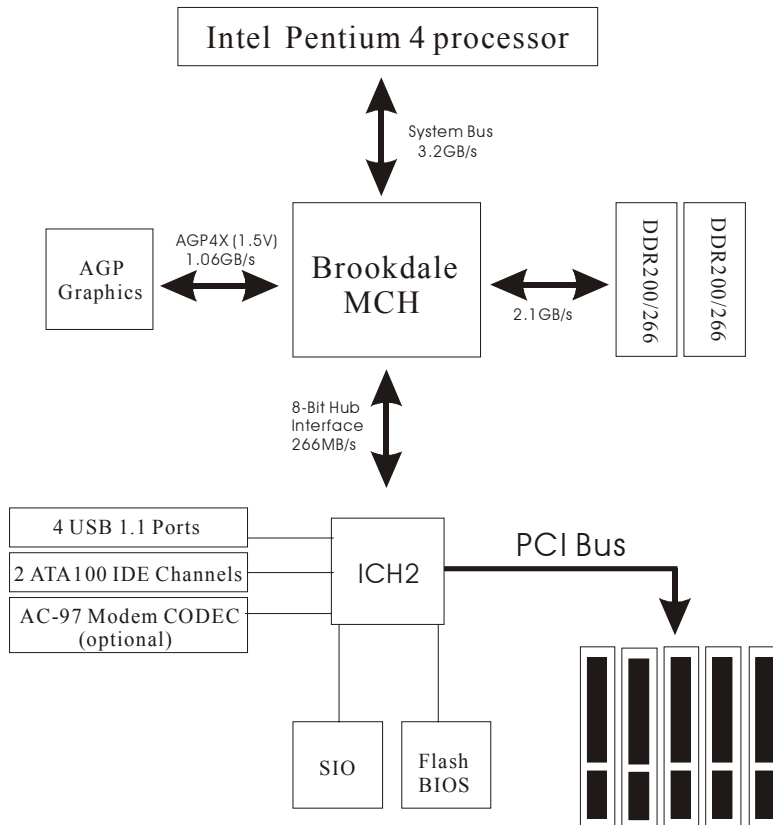 Intel Pentium 4 processor
System Bus
3.2GB/s
AGP4X (1.5V)
1.06GB/s
AGP
Graphics
Brookdale
MCH
2.1GB/s
DDR200/266
DDR200/266
8-Bit Hub
Interface
266MB/s
4 USB 1.1 Ports
2 ATA100 IDE Channels
AC-97 Modem CODEC
(optional)
ICH2
PCI Bus
SIO
Flash
BIOS